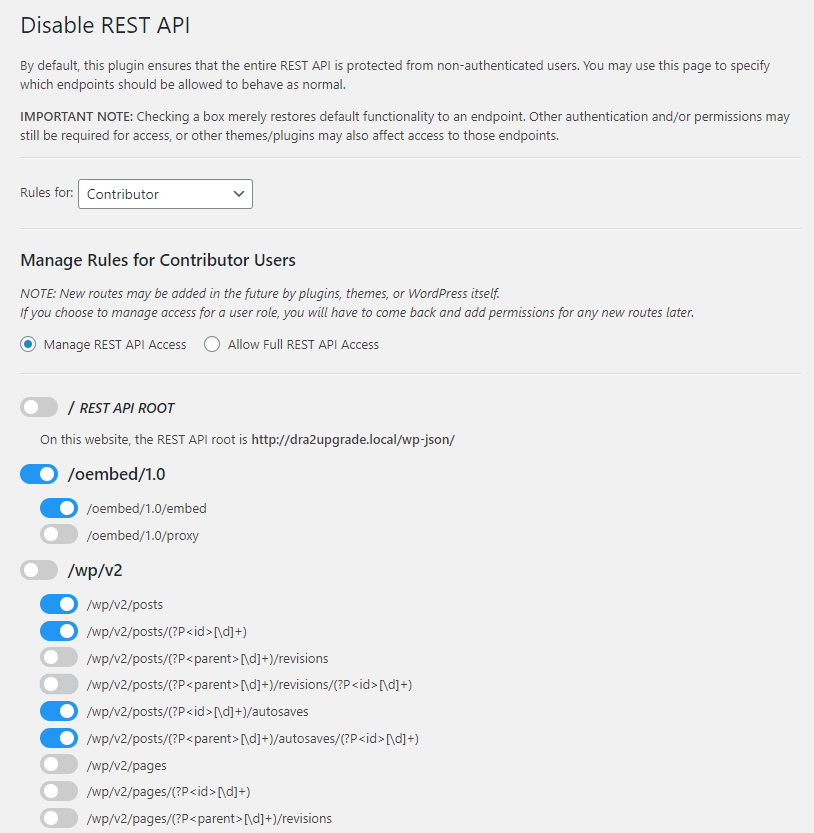 Disable REST API
By default, this plugin ensures that the entire REST API is protected from non-authenticated users. You may use this page to specify
which endpoints should be allowed to behave as normal.
IMPORTANT NOTE: Checking a box merely restores default functionality to an endpoint. Other authentication and/or permissions may
still be required for access, or other themes/plugins may also affect access to those endpoints.
Rules for: Contributor
Manage Rules for Contributor Users
NOTE: New routes may be added in the future by plugins, themes, or WordPress itself.
If you choose to manage access for a user role, you will have to come back and add permissions for any new routes later.
Manage REST API Access Allow Full REST API Access
/ REST API ROOT
On this website, the REST API root is http://dra2upgrade.local/wp-json/
/oembed/1.0
/oembed/1.0/embed
/oembed/1.0/proxy
/wp/v2
/wp/v2/posts
/wp/v2/posts/(?P<id>[\d]+)
/wp/v2/posts/(?P<parent>[\d]+)/revisions
/wp/v2/posts/(?P<parent>[\d]+)/revisions/(?P<id>[\d]+)
/wp/v2/posts/(?P<id>[\d]+)/autosaves
/wp/v2/posts/(?P<parent>[\d]+)/autosaves/(?P<id>[\d]+)
/wp/v2/pages
/wp/v2/pages/(?P<id>[\d]+)
/wp/v2/pages/(?P<parent>[\d]+)/revisions